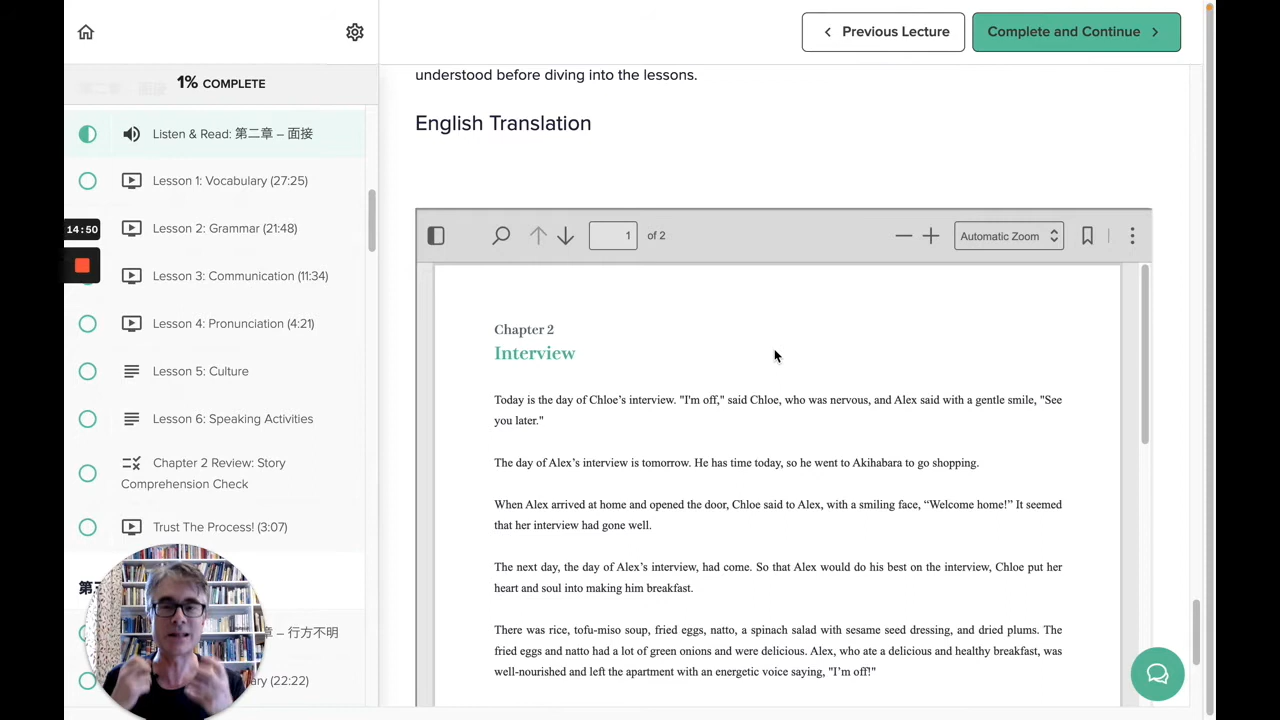 Previous Lecture
Complete and Continue
1% COMPLETE
understood before diving into the lessons.
English Translation
Listen & Read: 第二章 – 面接
Lesson 1: Vocabulary (27:25)
14:50
Lesson 2: Grammar (21:48)
Lesson 3: Communication (11:34)
Lesson 4: Pronunciation (4:21)
Lesson 5: Culture
Lesson 6: Speaking Activities
Chapter 2 Review: Story
Comprehension Check
Trust The Process! (3:07)
章 – 行方不明
(22:22)
1 of 2
Automatic Zoom
Chapter 2
Interview
Today is the day of Chloe’s interview. "I'm off," said Chloe, who was nervous, and Alex said with a gentle smile, "See
you later."
The day of Alex’s interview is tomorrow. He has time today, so he went to Akihabara to go shopping.
When Alex arrived at home and opened the door, Chloe said to Alex, with a smiling face, “Welcome home!” It seemed
that her interview had gone well.
The next day, the day of Alex’s interview, had come. So that Alex would do his best on the interview, Chloe put her
heart and soul into making him breakfast.
There was rice, tofu-miso soup, fried eggs, natto, a spinach salad with sesame seed dressing, and dried plums. The
fried eggs and natto had a lot of green onions and were delicious. Alex, who ate a delicious and healthy breakfast, was
well-nourished and left the apartment with an energetic voice saying, "I’m off!"